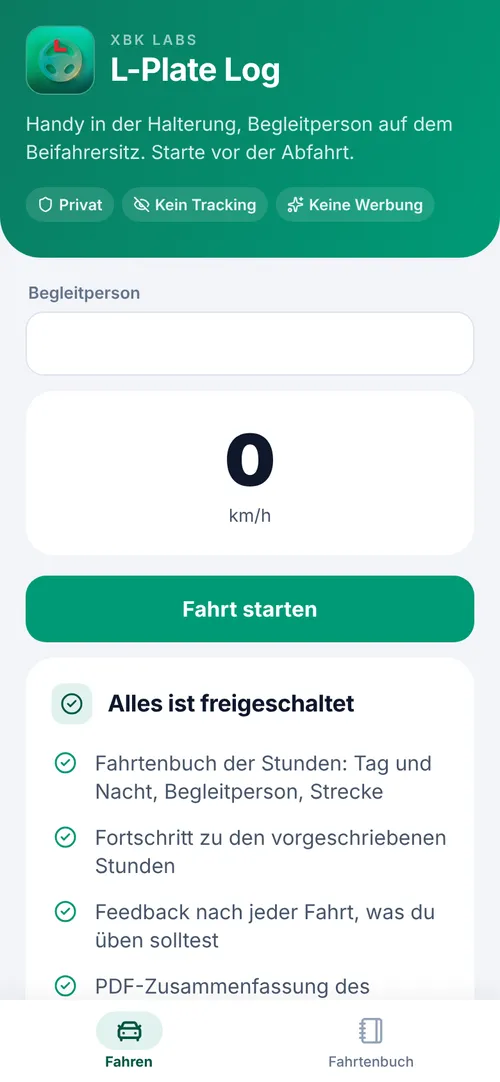 XBK LABS
L-Plate Log
Handy in der Halterung, Begleitperson auf dem
Beifahrersitz. Starte vor der Abfahrt.
Privat
Kein Tracking
Keine Werbung
Begleitperson
0
km/h
Fahrt starten
Alles ist freigeschaltet
Fahrtenbuch der Stunden: Tag und
Nacht, Begleitperson, Strecke
Fortschritt zu den vorgeschriebenen
Stunden
Feedback nach jeder Fahrt, was du
üben solltest
PDF-Zusammenfassung des
Fahren
Fahrtenbuch